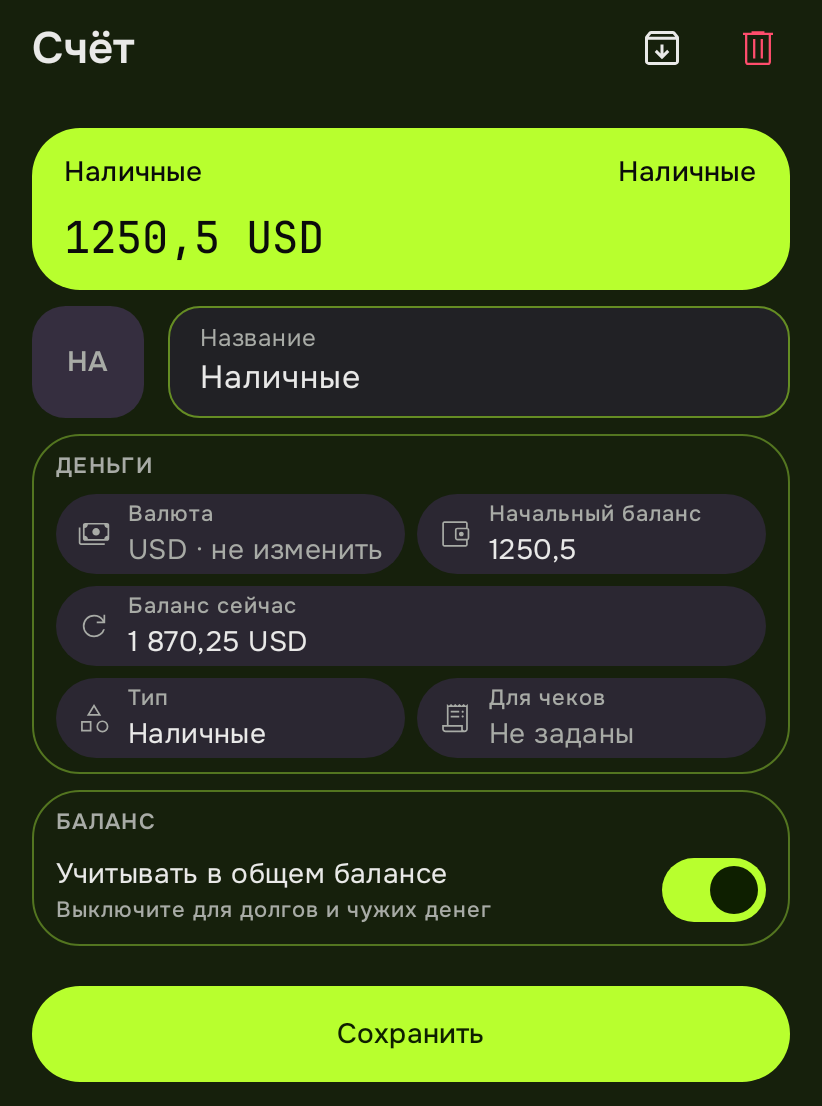 Счёт
Наличные Наличные
1250,5 USD
НА
Название
Наличные
ДЕНЬГИ
Валюта
USD · не изменить
Начальный баланс
1250,5
Баланс сейчас
1 870,25 USD
Тип
Наличные
Для чеков
Не заданы
БАЛАНС
Учитывать в общем балансе
Выключите для долгов и чужих денег
Сохранить